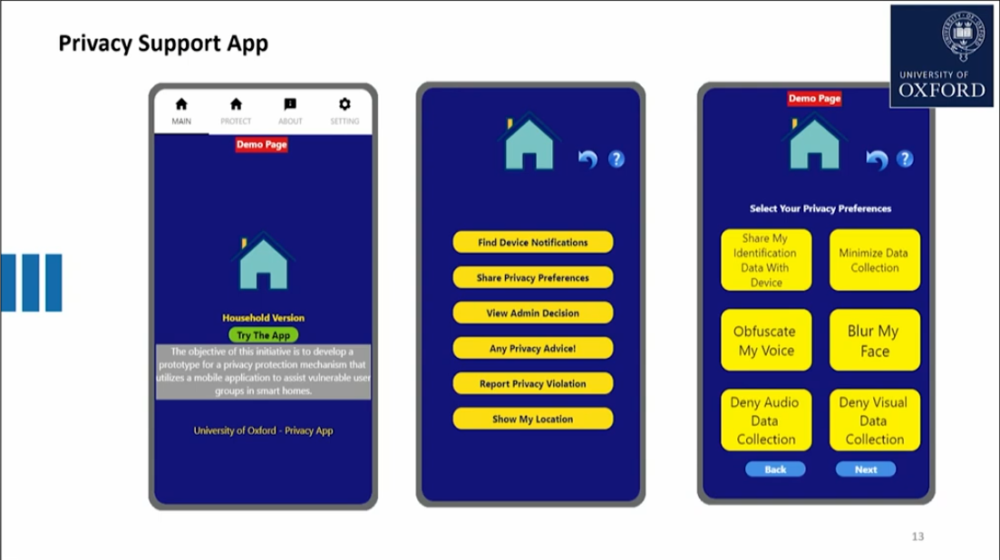 Privacy Support App
UNIVERSITY OF
OXFORD
MAIN
PROTECT
ABOUT
SETTING
Demo Page
Household Version
Try The App
The objective of this initiative is to develop a
prototype for a privacy protection mechanism that
utilizes a mobile application to assist vulnerable user
groups in smart homes.
University of Oxford - Privacy App
?
Find Device Notifications
Share Privacy Preferences
View Admin Decision
Any Privacy Advice!
Report Privacy Violation
Show My Location
Demo Page
?
Select Your Privacy Preferences
Share My
Identification
Data With
Device
Minimize Data
Collection
Obfuscate
My Voice
Blur My
Face
Deny Audio
Data
Collection
Deny Visual
Data
Collection
Back
Next
13